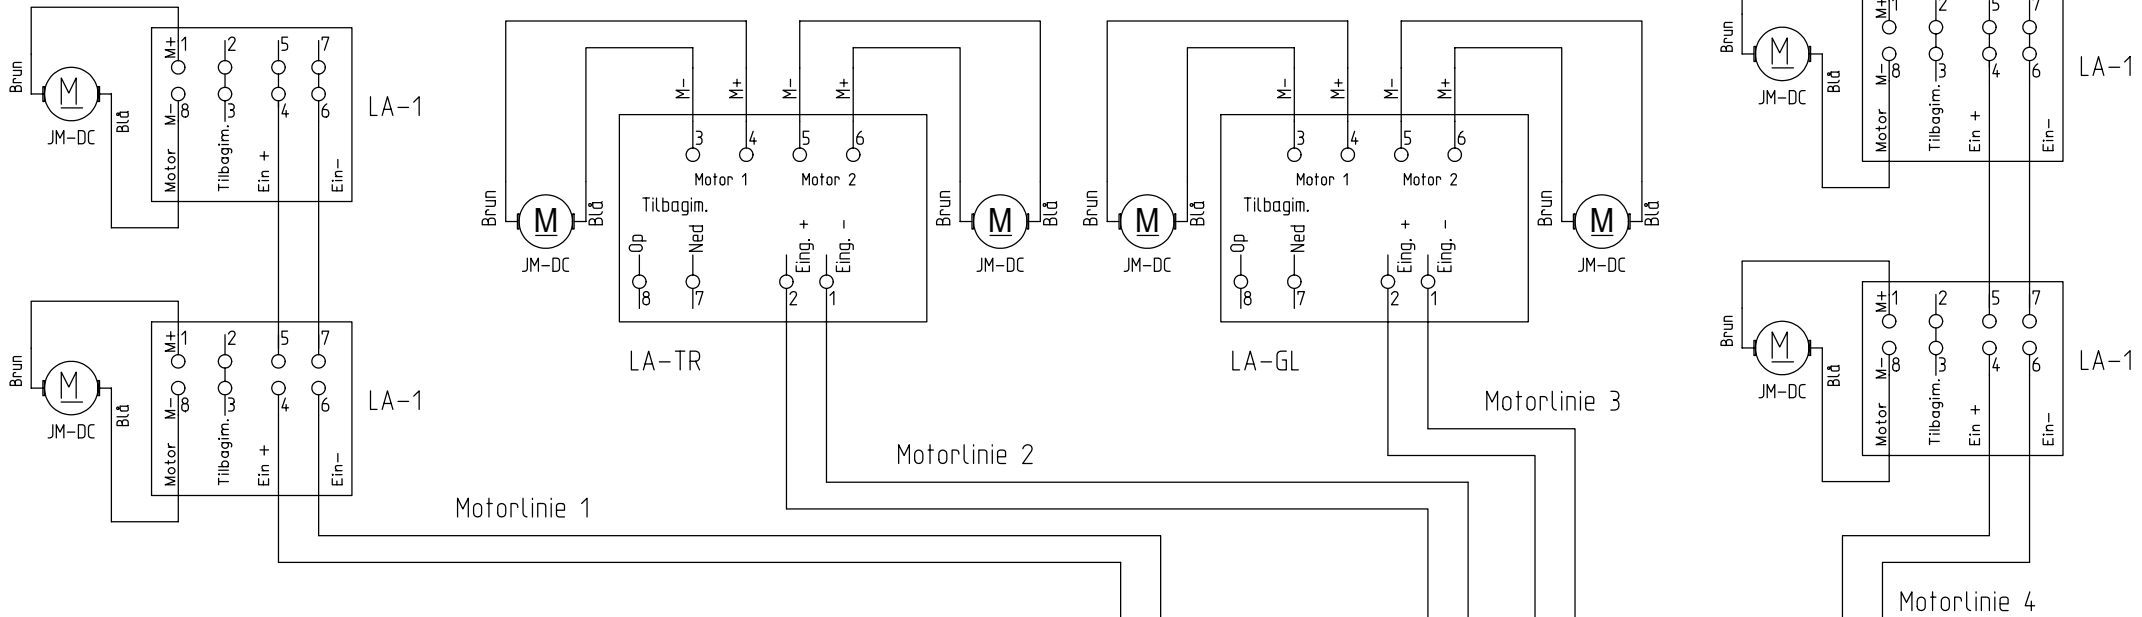 M+ 1 2 5 7
Brun
M
JM-DC
Blå
M- 8 3 4 6
Motor Tilbagim. Ein + Ein-
LA-1
M+ 1 2 5 7
Brun
M
JM-DC
Blå
M- 8 3 4 6
Motor Tilbagim. Ein + Ein-
LA-1
Motorlinie 1
M- M+ M- M+
3 4 5 6
Motor 1 Motor 2
Brun
M
Blå
JM-DC
Tilbagim.
Op Ned Eing. + Eing. -
8 7 2 1
Brun
M
Blå
JM-DC
LA-TR
Motorlinie 2
M- M+ M- M+
3 4 5 6
Motor 1 Motor 2
Brun
M
Blå
JM-DC
Tilbagim.
Op Ned Eing. + Eing. -
8 7 2 1
Brun
M
Blå
JM-DC
LA-GL
Motorlinie 3
M+ 1 2 5 7
Brun
M
JM-DC
Blå
M- 8 3 4 6
Motor Tilbagim. Ein + Ein-
LA-1
M+ 1 2 5 7
Brun
M
JM-DC
Blå
M- 8 3 4 6
Motor Tilbagim. Ein + Ein-
LA-1
Motorlinie 4